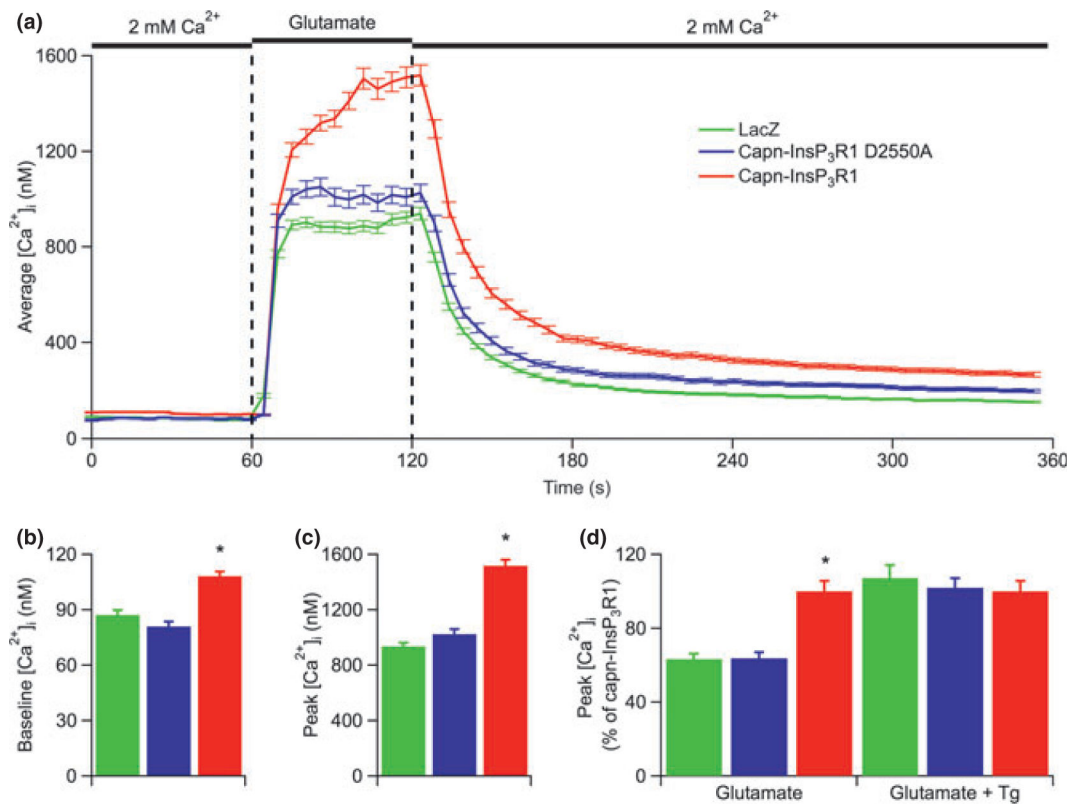 (a)
2 mM Ca2+ Glutamate 2 mM Ca2+
Average [Ca2+]i (nM)
1600
1200
800
400
0
LacZ
Capn-InsP3R1 D2550A
Capn-InsP3R1
0 60 120 180 240 300 360
Time (s)
(b)
Baseline [Ca2+]i (nM)
120
90
60
30
0
*
(c)
Peak [Ca2+]i (nM)
1600
1200
800
400
0
*
(d)
Peak [Ca2+]i
(% of capn-InsP3R1)
120
80
40
0
*
Glutamate Glutamate + Tg